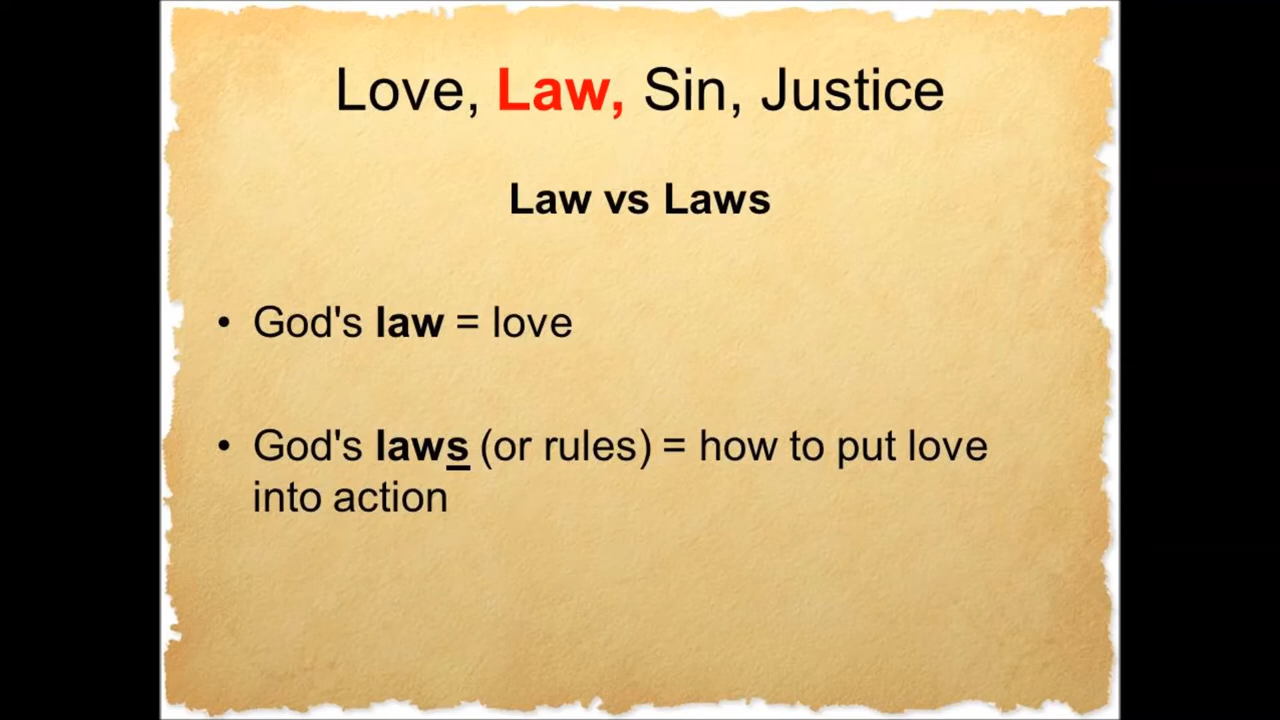 Love, Law, Sin, Justice
Law vs Laws
• God's law = love
• God's laws (or rules) = how to put love
into action